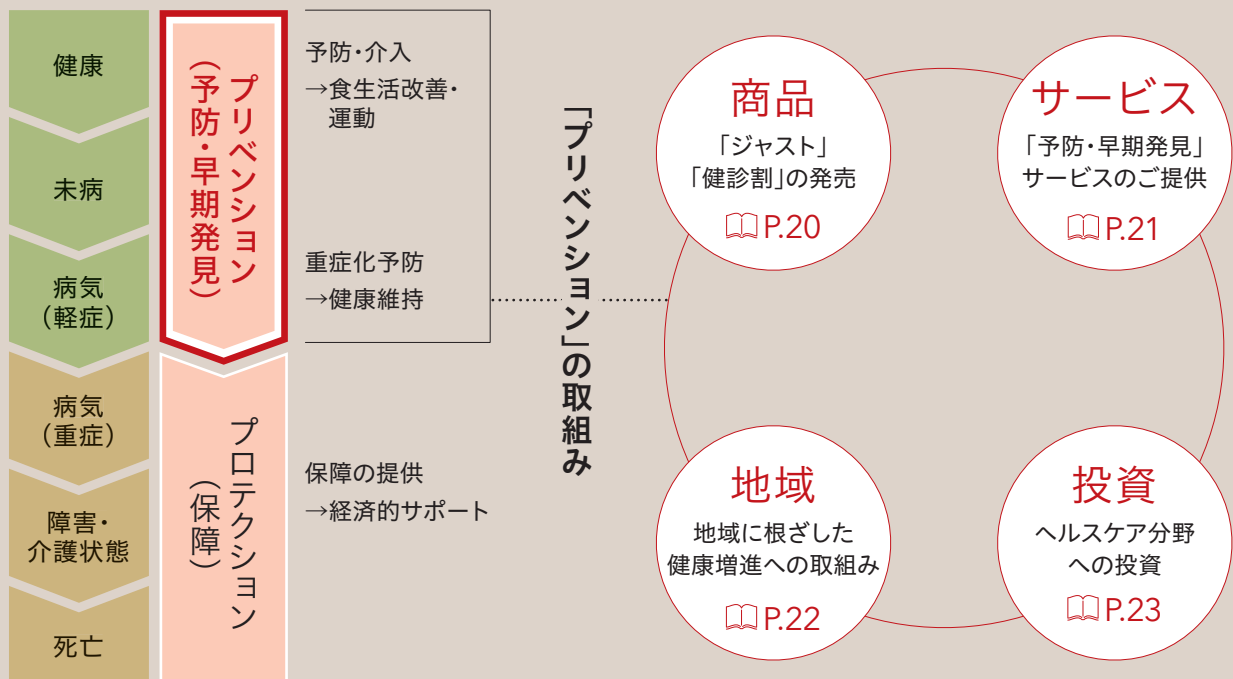 健康
未病
病気
（軽症）
病気
（重症）
障害・
介護状態
死亡
プリベンション
（予防・早期発見）
プロテクション
（保障）
予防・介入
→食生活改善・
運動
重症化予防
→健康維持
保障の提供
→経済的サポート
「プリベンション」の取組み
商品
「ジャスト」
「健診割」の発売
P.20
サービス
「予防・早期発見」
サービスのご提供
P.21
地域
地域に根ざした
健康増進への取組み
P.22
投資
ヘルスケア分野
への投資
P.23